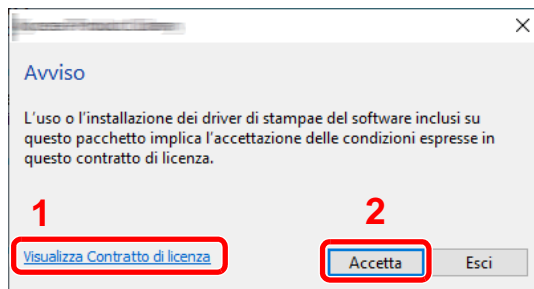 Avviso
L'uso o l'installazione dei driver di stampae del software inclusi su
questo pacchetto implica l'accettazione delle condizioni espresse in
questo contratto di licenza.
1
2
Visualizza Contratto di licenza
Accetta
Esci